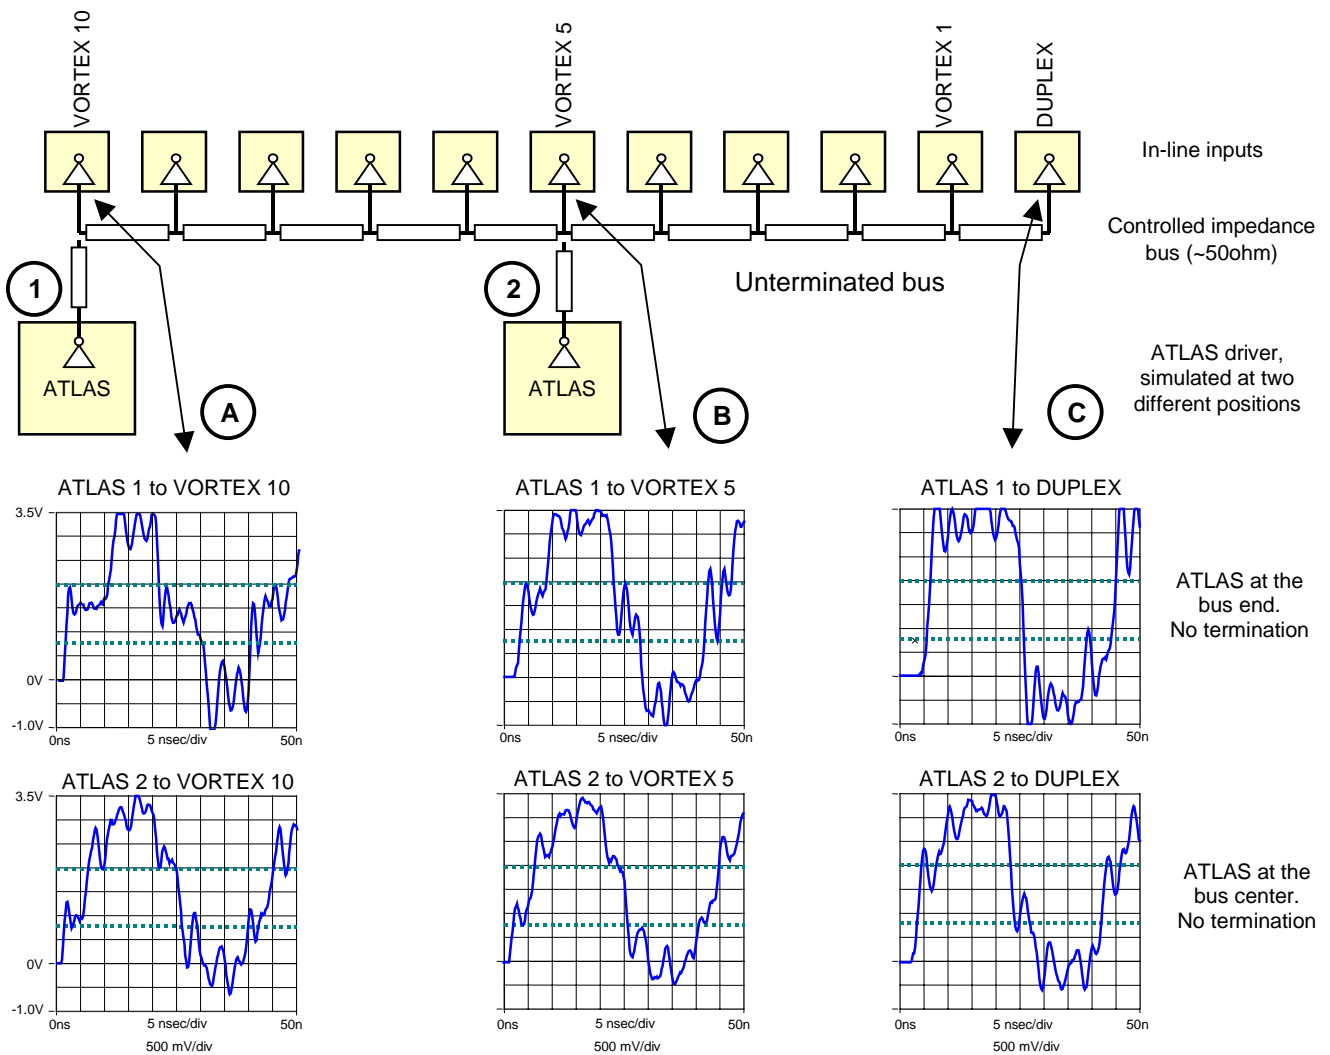 VORTEX 10
VORTEX 5
VORTEX 1
DUPLEX
In-line inputs
Controlled impedance
bus (~50ohm)
Unterminated bus
1
2
ATLAS
ATLAS
ATLAS driver,
simulated at two
different positions
A
B
C
ATLAS 1 to VORTEX 10
3.5V
0V
-1.0V
0ns
5 nsec/div
50n
ATLAS 1 to VORTEX 5
0ns
5 nsec/div
50n
ATLAS 1 to DUPLEX
x
0ns
5 nsec/div
50n
ATLAS at the
bus end.
No termination
ATLAS 2 to VORTEX 10
3.5V
0V
-1.0V
0ns
5 nsec/div
50n
500 mV/div
ATLAS 2 to VORTEX 5
0ns
5 nsec/div
50n
500 mV/div
ATLAS 2 to DUPLEX
0ns
5 nsec/div
50n
500 mV/div
ATLAS at the
bus center.
No termination